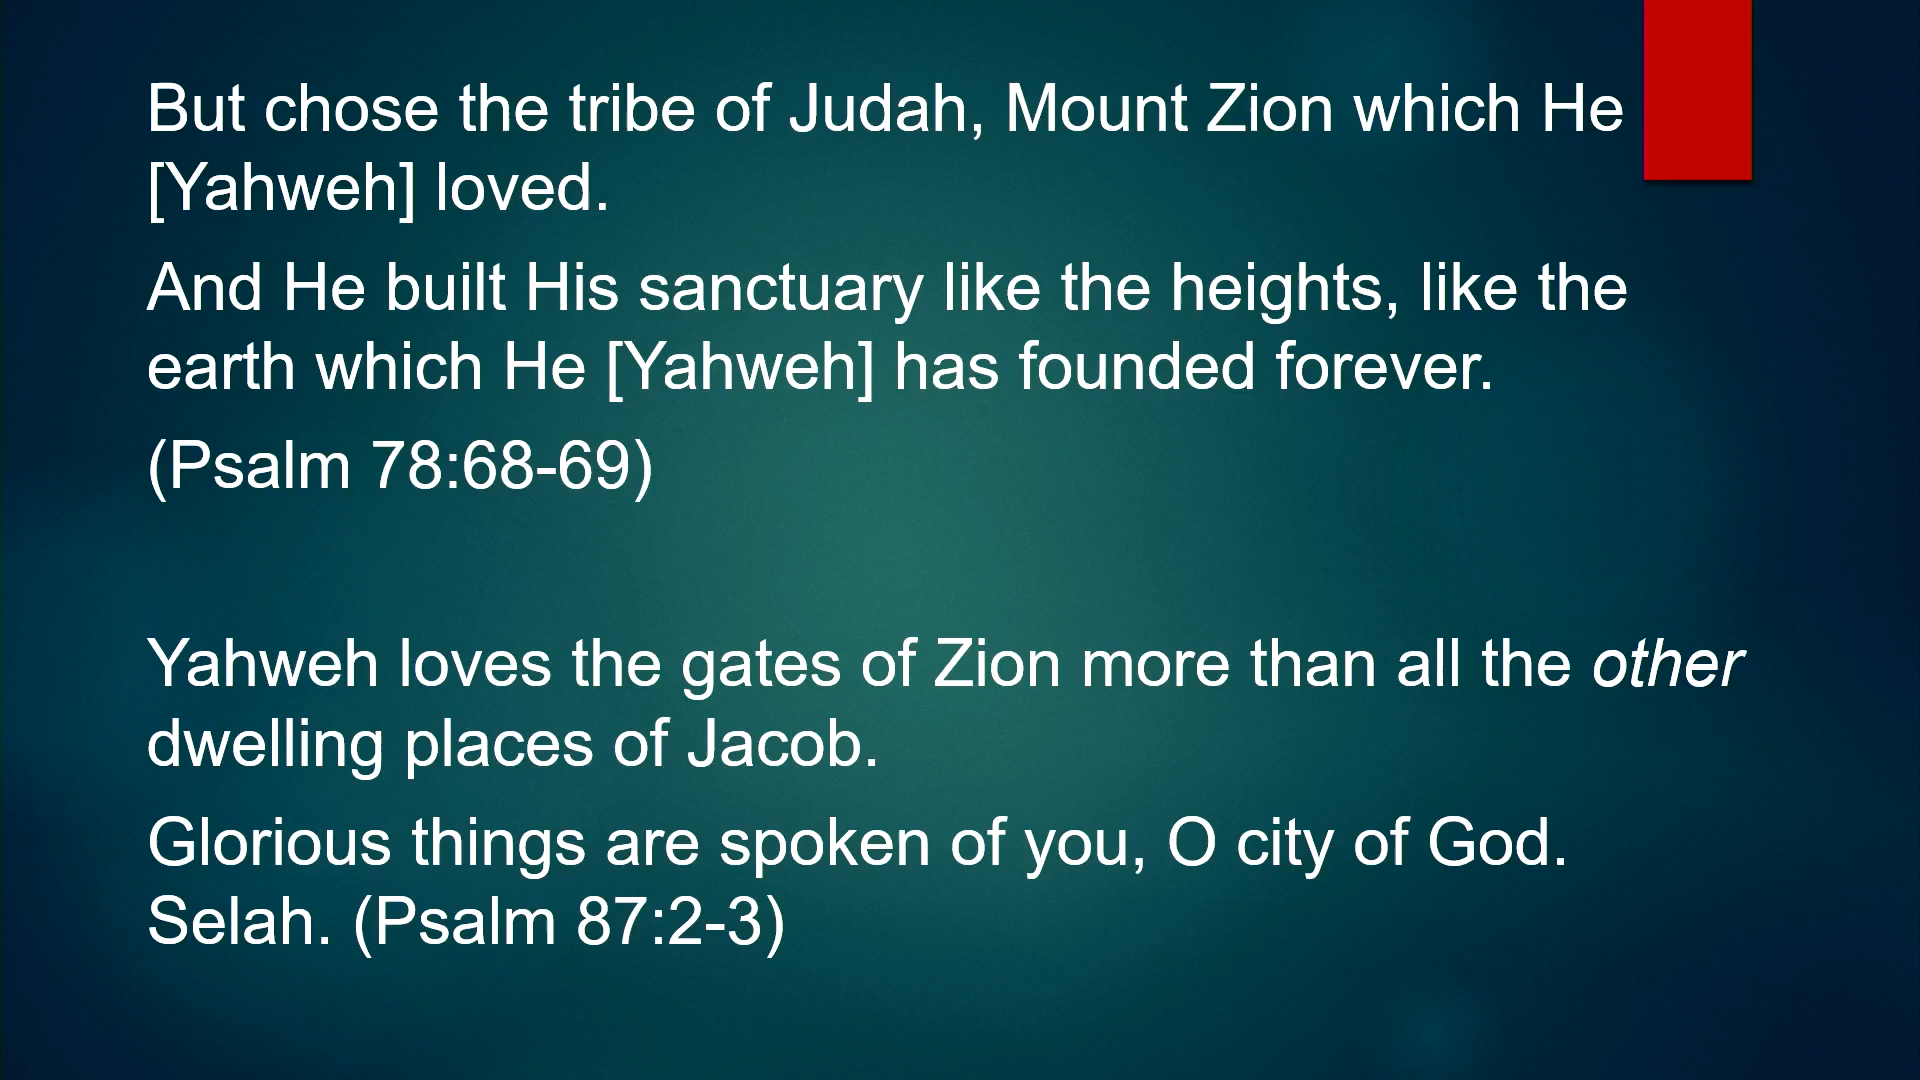 But chose the tribe of Judah, Mount Zion which He
[Yahweh] loved.
And He built His sanctuary like the heights, like the
earth which He [Yahweh] has founded forever.
(Psalm 78:68-69)
Yahweh loves the gates of Zion more than all the other
dwelling places of Jacob.
Glorious things are spoken of you, O city of God.
Selah. (Psalm 87:2-3)